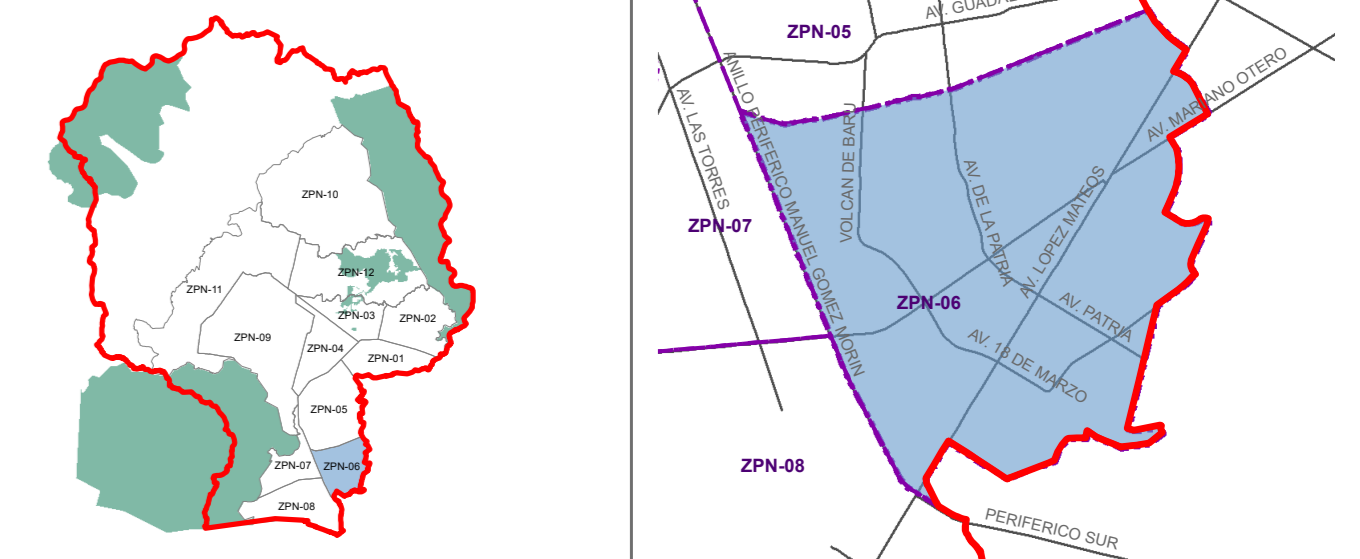 ZPN-10
ZPN-12
ZPN-11
ZPN-03
ZPN-02
ZPN-09
ZPN-04
ZPN-01
ZPN-05
ZPN-07
ZPN-06
ZPN-08
ZPN-05
AV. GUADAL
ANILLO PERIFERICO MANUEL GOMEZ MORIN
AV. LAS TORRES
VOLCAN DE BARU
AV. MARIANO OTERO
AV. DE LA PATRIA
AV. LOPEZ MATEOS
ZPN-07
ZPN-06
AV. PATRIA
AV. 18 DE MARZO
ZPN-08
PERIFERICO SUR